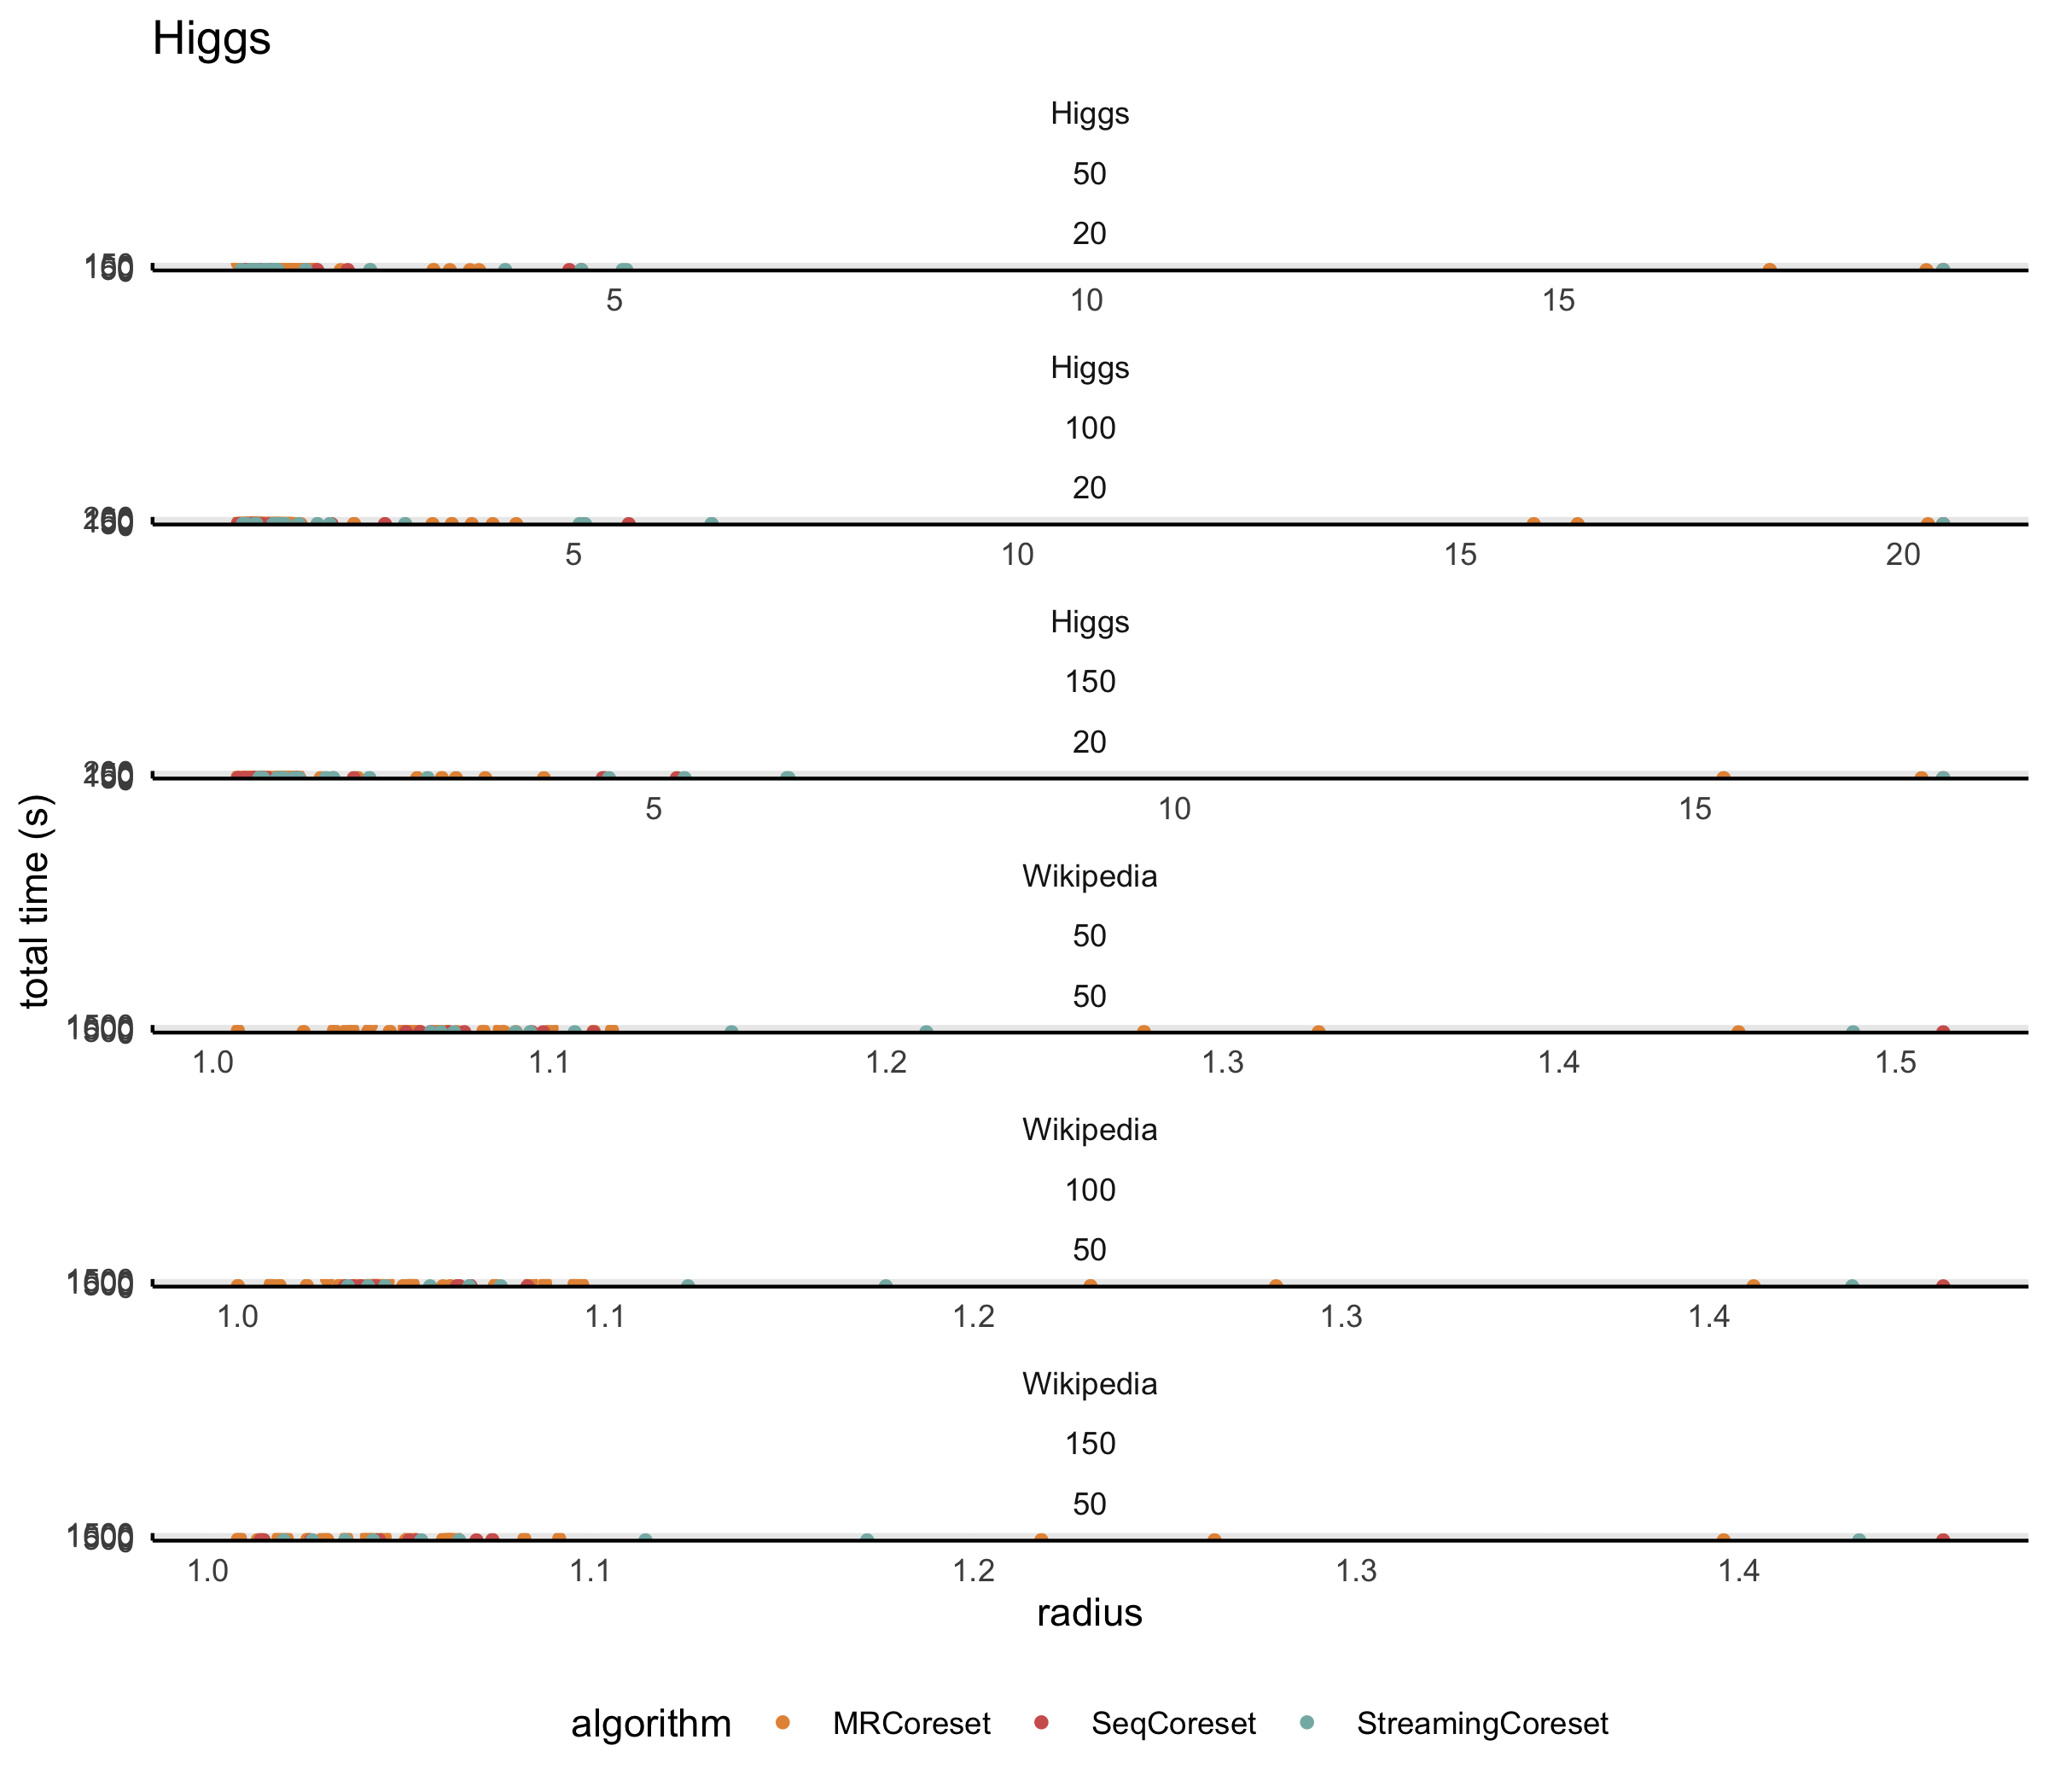 Higgs
Higgs
50
20
5 10 15
Higgs
100
20
5 10 15 20
Higgs
150
20
5 10 15
total time (s)
Wikipedia
50
50
1.0 1.1 1.2 1.3 1.4 1.5
Wikipedia
100
50
1.0 1.1 1.2 1.3 1.4
Wikipedia
150
50
1.0 1.1 1.2 1.3 1.4
radius
algorithm MRCoreset SeqCoreset StreamingCoreset